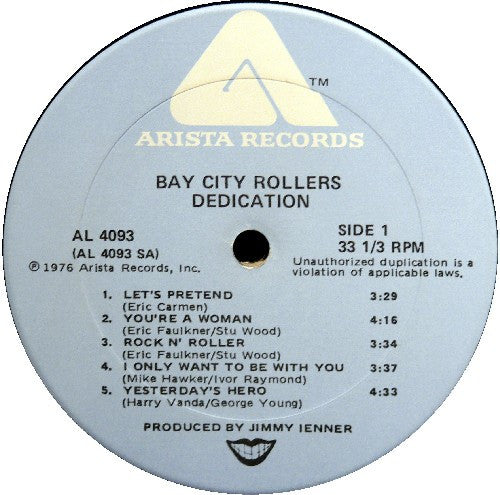 TM
ARISTA RECORDS
BAY CITY ROLLERS
DEDICATION
AL 4093
(AL 4093 SA)
℗ 1976 Arista Records, Inc.
SIDE 1
33 1/3 RPM
Unauthorized duplication is a
violation of applicable laws.
1. LET'S PRETEND 3:29
(Eric Carmen)
2. YOU'RE A WOMAN 4:16
(Eric Faulkner/Stu Wood)
3. ROCK N' ROLLER 3:34
(Eric Faulkner/Stu Wood)
4. I ONLY WANT TO BE WITH YOU 3:37
(Mike Hawker/Ivor Raymond)
5. YESTERDAY'S HERO 4:33
(Harry Vanda/George Young)
PRODUCED BY JIMMY IENNER